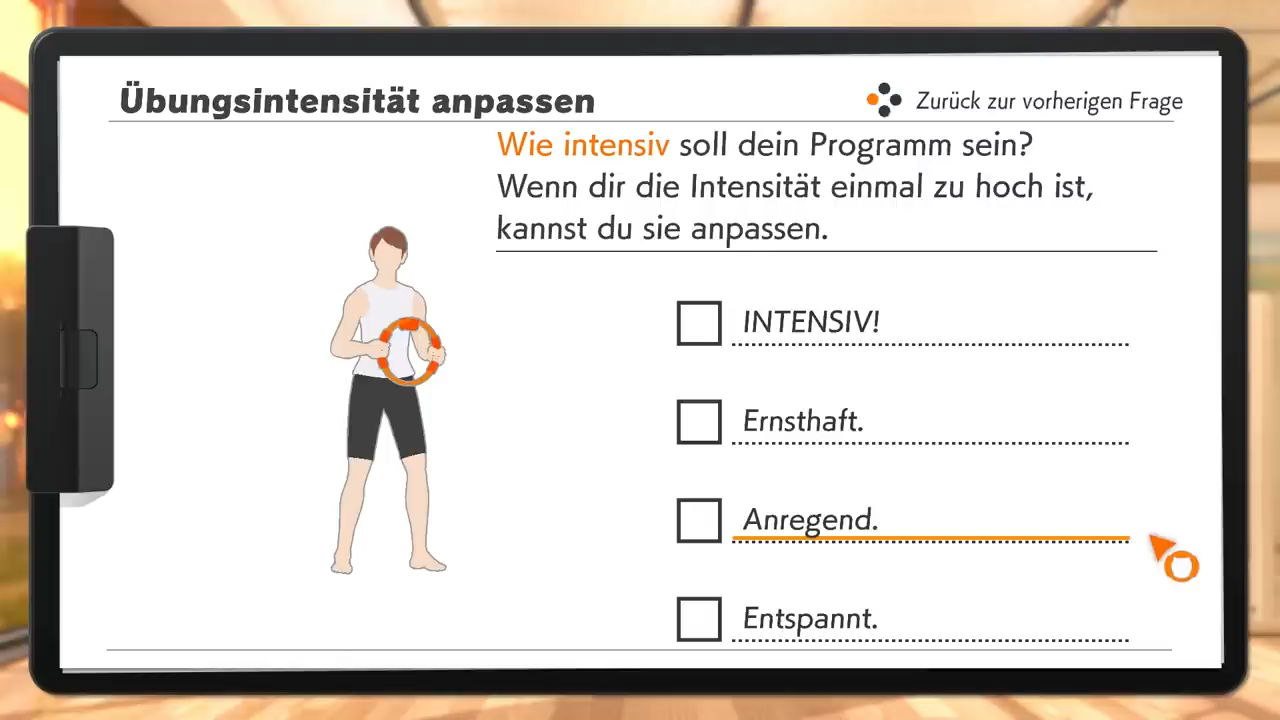 Übungsintensität anpassen
Zurück zur vorherigen Frage
Wie intensiv soll dein Programm sein?
Wenn dir die Intensität einmal zu hoch ist,
kannst du sie anpassen.
INTENSIV!
Ernsthaft.
Anregend.
Entspannt.